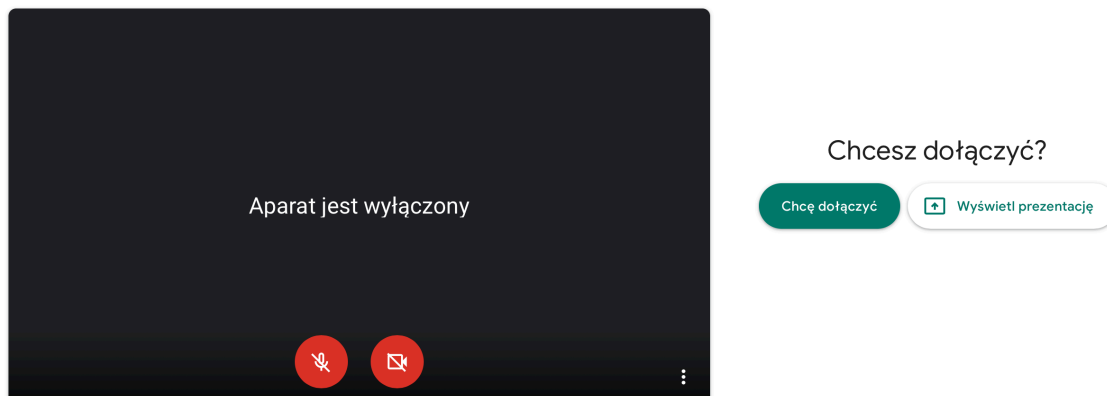 Aparat jest wyłączony
Chcesz dołączyć?
Chcę dołączyć
Wyświetl prezentację